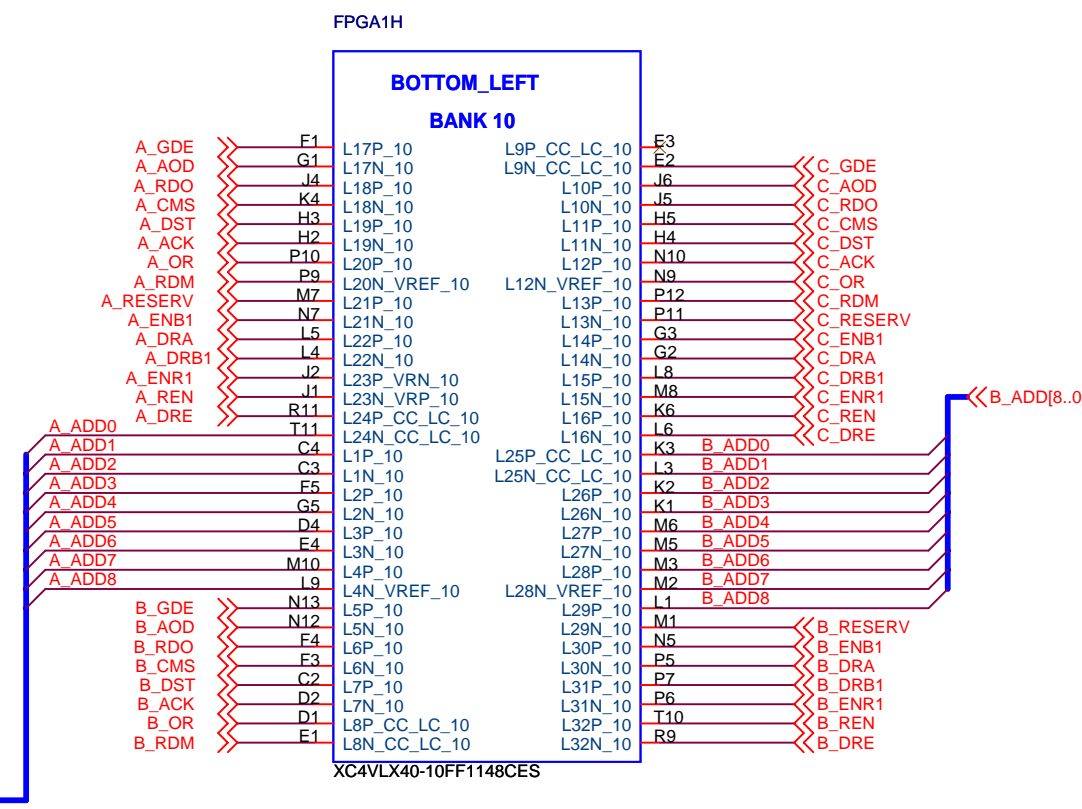 FPGA1H
BOTTOM_LEFT
BANK 10
A_GDE F1 L17P_10 L9P_CC_LC_10 E3
A_AOD G1 L17N_10 L9N_CC_LC_10 E2 C_GDE
A_RDO J4 L18P_10 L10P_10 J6 C_AOD
A_CMS K4 L18N_10 L10N_10 J5 C_RDO
A_DST H3 L19P_10 L11P_10 H5 C_CMS
A_ACK H2 L19N_10 L11N_10 H4 C_DST
A_OR P10 L20P_10 L12P_10 N10 C_ACK
A_RDM P9 L20N_VREF_10 L12N_VREF_10 N9 C_OR
A_RESERV M7 L21P_10 L13P_10 P12 C_RDM
A_ENB1 N7 L21N_10 L13N_10 P11 C_RESERV
A_DRA L5 L22P_10 L14P_10 G3 C_ENB1
A_DRB1 L4 L22N_10 L14N_10 G2 C_DRA
A_ENR1 J2 L23P_VRN_10 L15P_10 L8 C_DRB1
A_REN J1 L23N_VRP_10 L15N_10 M8 C_ENR1 B_ADD[8..0
A_DRE R11 L24P_CC_LC_10 L16P_10 K6 C_REN
A_ADD0 T11 L24N_CC_LC_10 L16N_10 L6 C_DRE
A_ADD1 C4 L1P_10 L25P_CC_LC_10 K3 B_ADD0
A_ADD2 C3 L1N_10 L25N_CC_LC_10 L3 B_ADD1
A_ADD3 F5 L2P_10 L26P_10 K2 B_ADD2
A_ADD4 G5 L2N_10 L26N_10 K1 B_ADD3
A_ADD5 D4 L3P_10 L27P_10 M6 B_ADD4
A_ADD6 E4 L3N_10 L27N_10 M5 B_ADD5
A_ADD7 M10 L4P_10 L28P_10 M3 B_ADD6
A_ADD8 L9 L4N_VREF_10 L28N_VREF_10 M2 B_ADD7
B_GDE N13 L5P_10 L29P_10 L1 B_ADD8
B_AOD N12 L5N_10 L29N_10 M1 B_RESERV
B_RDO F4 L6P_10 L30P_10 N5 B_ENB1
B_CMS F3 L6N_10 L30N_10 P5 B_DRA
B_DST C2 L7P_10 L31P_10 P7 B_DRB1
B_ACK D2 L7N_10 L31N_10 P6 B_ENR1
B_OR D1 L8P_CC_LC_10 L32P_10 T10 B_REN
B_RDM E1 L8N_CC_LC_10 L32N_10 R9 B_DRE
XC4VLX40-10FF1148CES